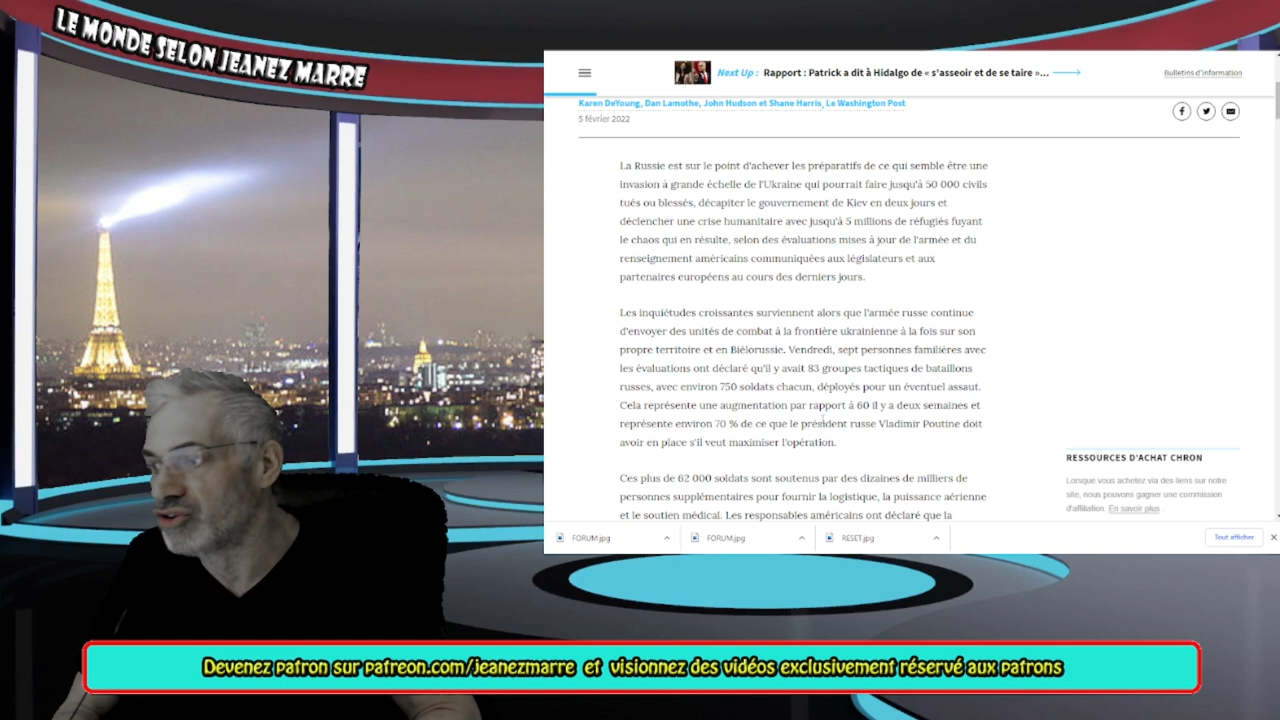 LE MONDE SELON JEANEZ MARRE
Next Up : Rapport : Patrick a dit à Hidalgo de « s'asseoir et de se taire »...
Bulletins d'information
Karen DeYoung, Dan Lamothe, John Hudson et Shane Harris, Le Washington Post
5 février 2022
La Russie est sur le point d'achever les préparatifs de ce qui semble être une
invasion à grande échelle de l'Ukraine qui pourrait faire jusqu'à 50 000 civils
tués ou blessés, décapiter le gouvernement de Kiev en deux jours et
déclencher une crise humanitaire avec jusqu'à 5 millions de réfugiés fuyant
le chaos qui en résulte, selon des évaluations mises à jour de l'armée et du
renseignement américains communiquées aux législateurs et aux
partenaires européens au cours des derniers jours.
Les inquiétudes croissantes surviennent alors que l'armée russe continue
d'envoyer des unités de combat à la frontière ukrainienne à la fois sur son
propre territoire et en Biélorussie. Vendredi, sept personnes familières avec
les évaluations ont déclaré qu'il y avait 83 groupes tactiques de bataillons
russes, avec environ 750 soldats chacun, déployés pour un éventuel assaut.
Cela représente une augmentation par rapport à 60 il y a deux semaines et
représente environ 70 % de ce que le président russe Vladimir Poutine doit
avoir en place s'il veut maximiser l'opération.
Ces plus de 62 000 soldats sont soutenus par des dizaines de milliers de
personnes supplémentaires pour fournir la logistique, la puissance aérienne
et le soutien médical. Les responsables américains ont déclaré que la
RESSOURCES D'ACHAT CHRON
Lorsque vous achetez via des liens sur notre
site, nous pouvons gagner une commission
d'affiliation. En savoir plus .
FORUM.jpg
FORUM.jpg
RESET.jpg
Tout afficher
Devenez patron sur patreon.com/jeanezmarre et visionnez des vidéos exclusivement réservé aux patrons